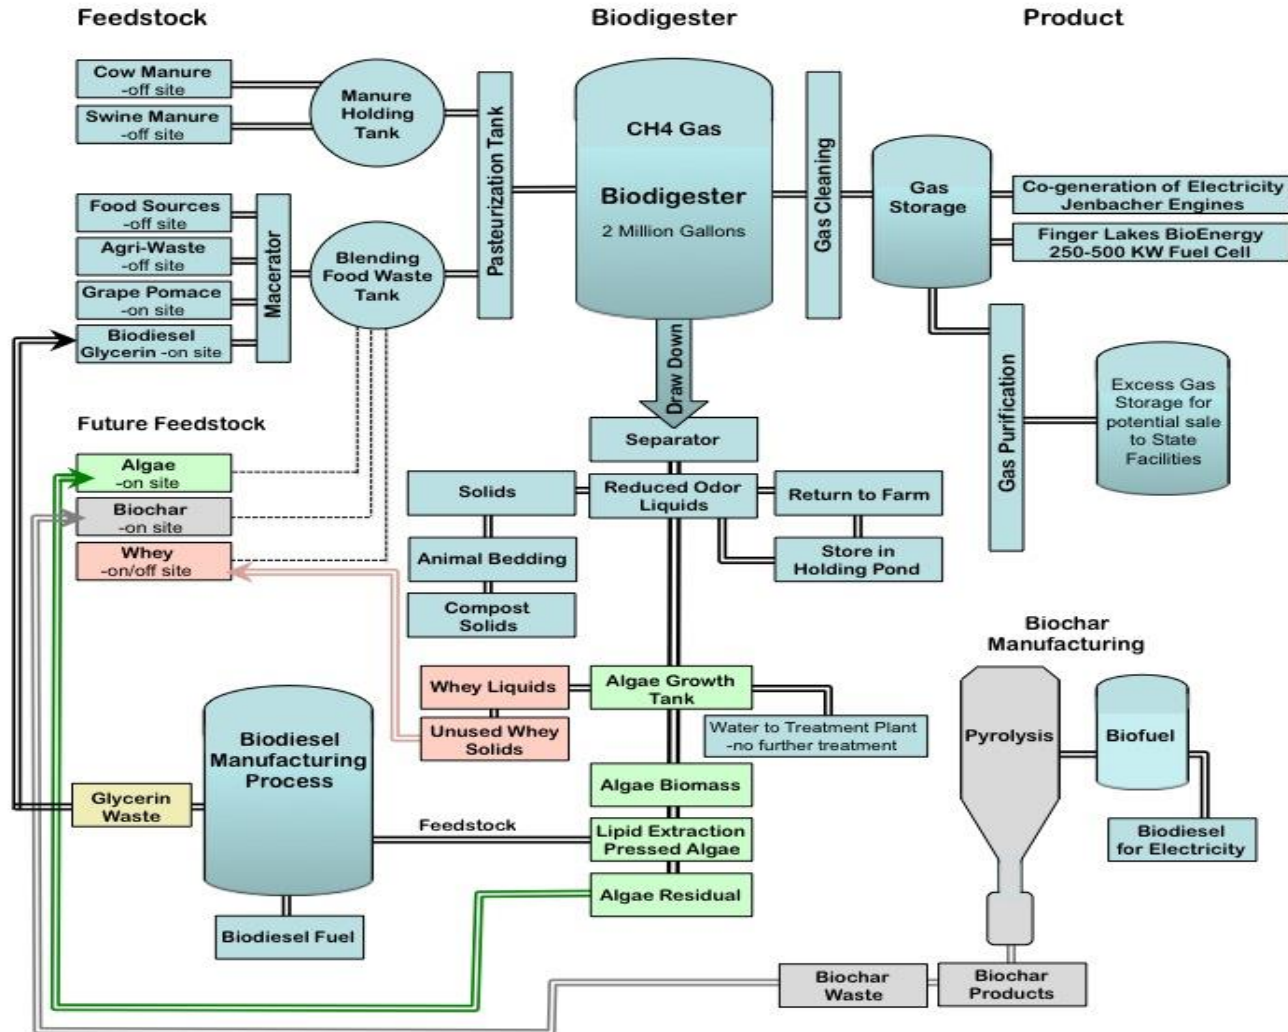 Feedstock
Biodigester
Product
Cow Manure
-off site
Swine Manure
-off site
Manure
Holding
Tank
Food Sources
-off site
Agri-Waste
-off site
Grape Pomace
-on site
Biodiesel
Glycerin -on site
Macerator
Blending
Food Waste
Tank
Pasteurization Tank
CH4 Gas
Biodigester
2 Million Gallons
Gas Cleaning
Gas
Storage
Co-generation of Electricity
Jenbacher Engines
Finger Lakes BioEnergy
250-500 KW Fuel Cell
Gas Purification
Excess Gas
Storage for
potential sale
to State
Facilities
Draw Down
Future Feedstock
Algae
-on site
Biochar
-on site
Whey
-on/off site
Separator
Solids
Reduced Odor
Liquids
Return to Farm
Animal Bedding
Store in
Holding Pond
Compost
Solids
Whey Liquids
Algae Growth
Tank
Unused Whey
Solids
Water to Treatment Plant
-no further treatment
Biodiesel
Manufacturing
Process
Glycerin
Waste
Algae Biomass
Feedstock
Lipid Extraction
Pressed Algae
Algae Residual
Biodiesel Fuel
Biochar
Manufacturing
Pyrolysis
Biofuel
Biodiesel
for Electricity
Biochar
Waste
Biochar
Products